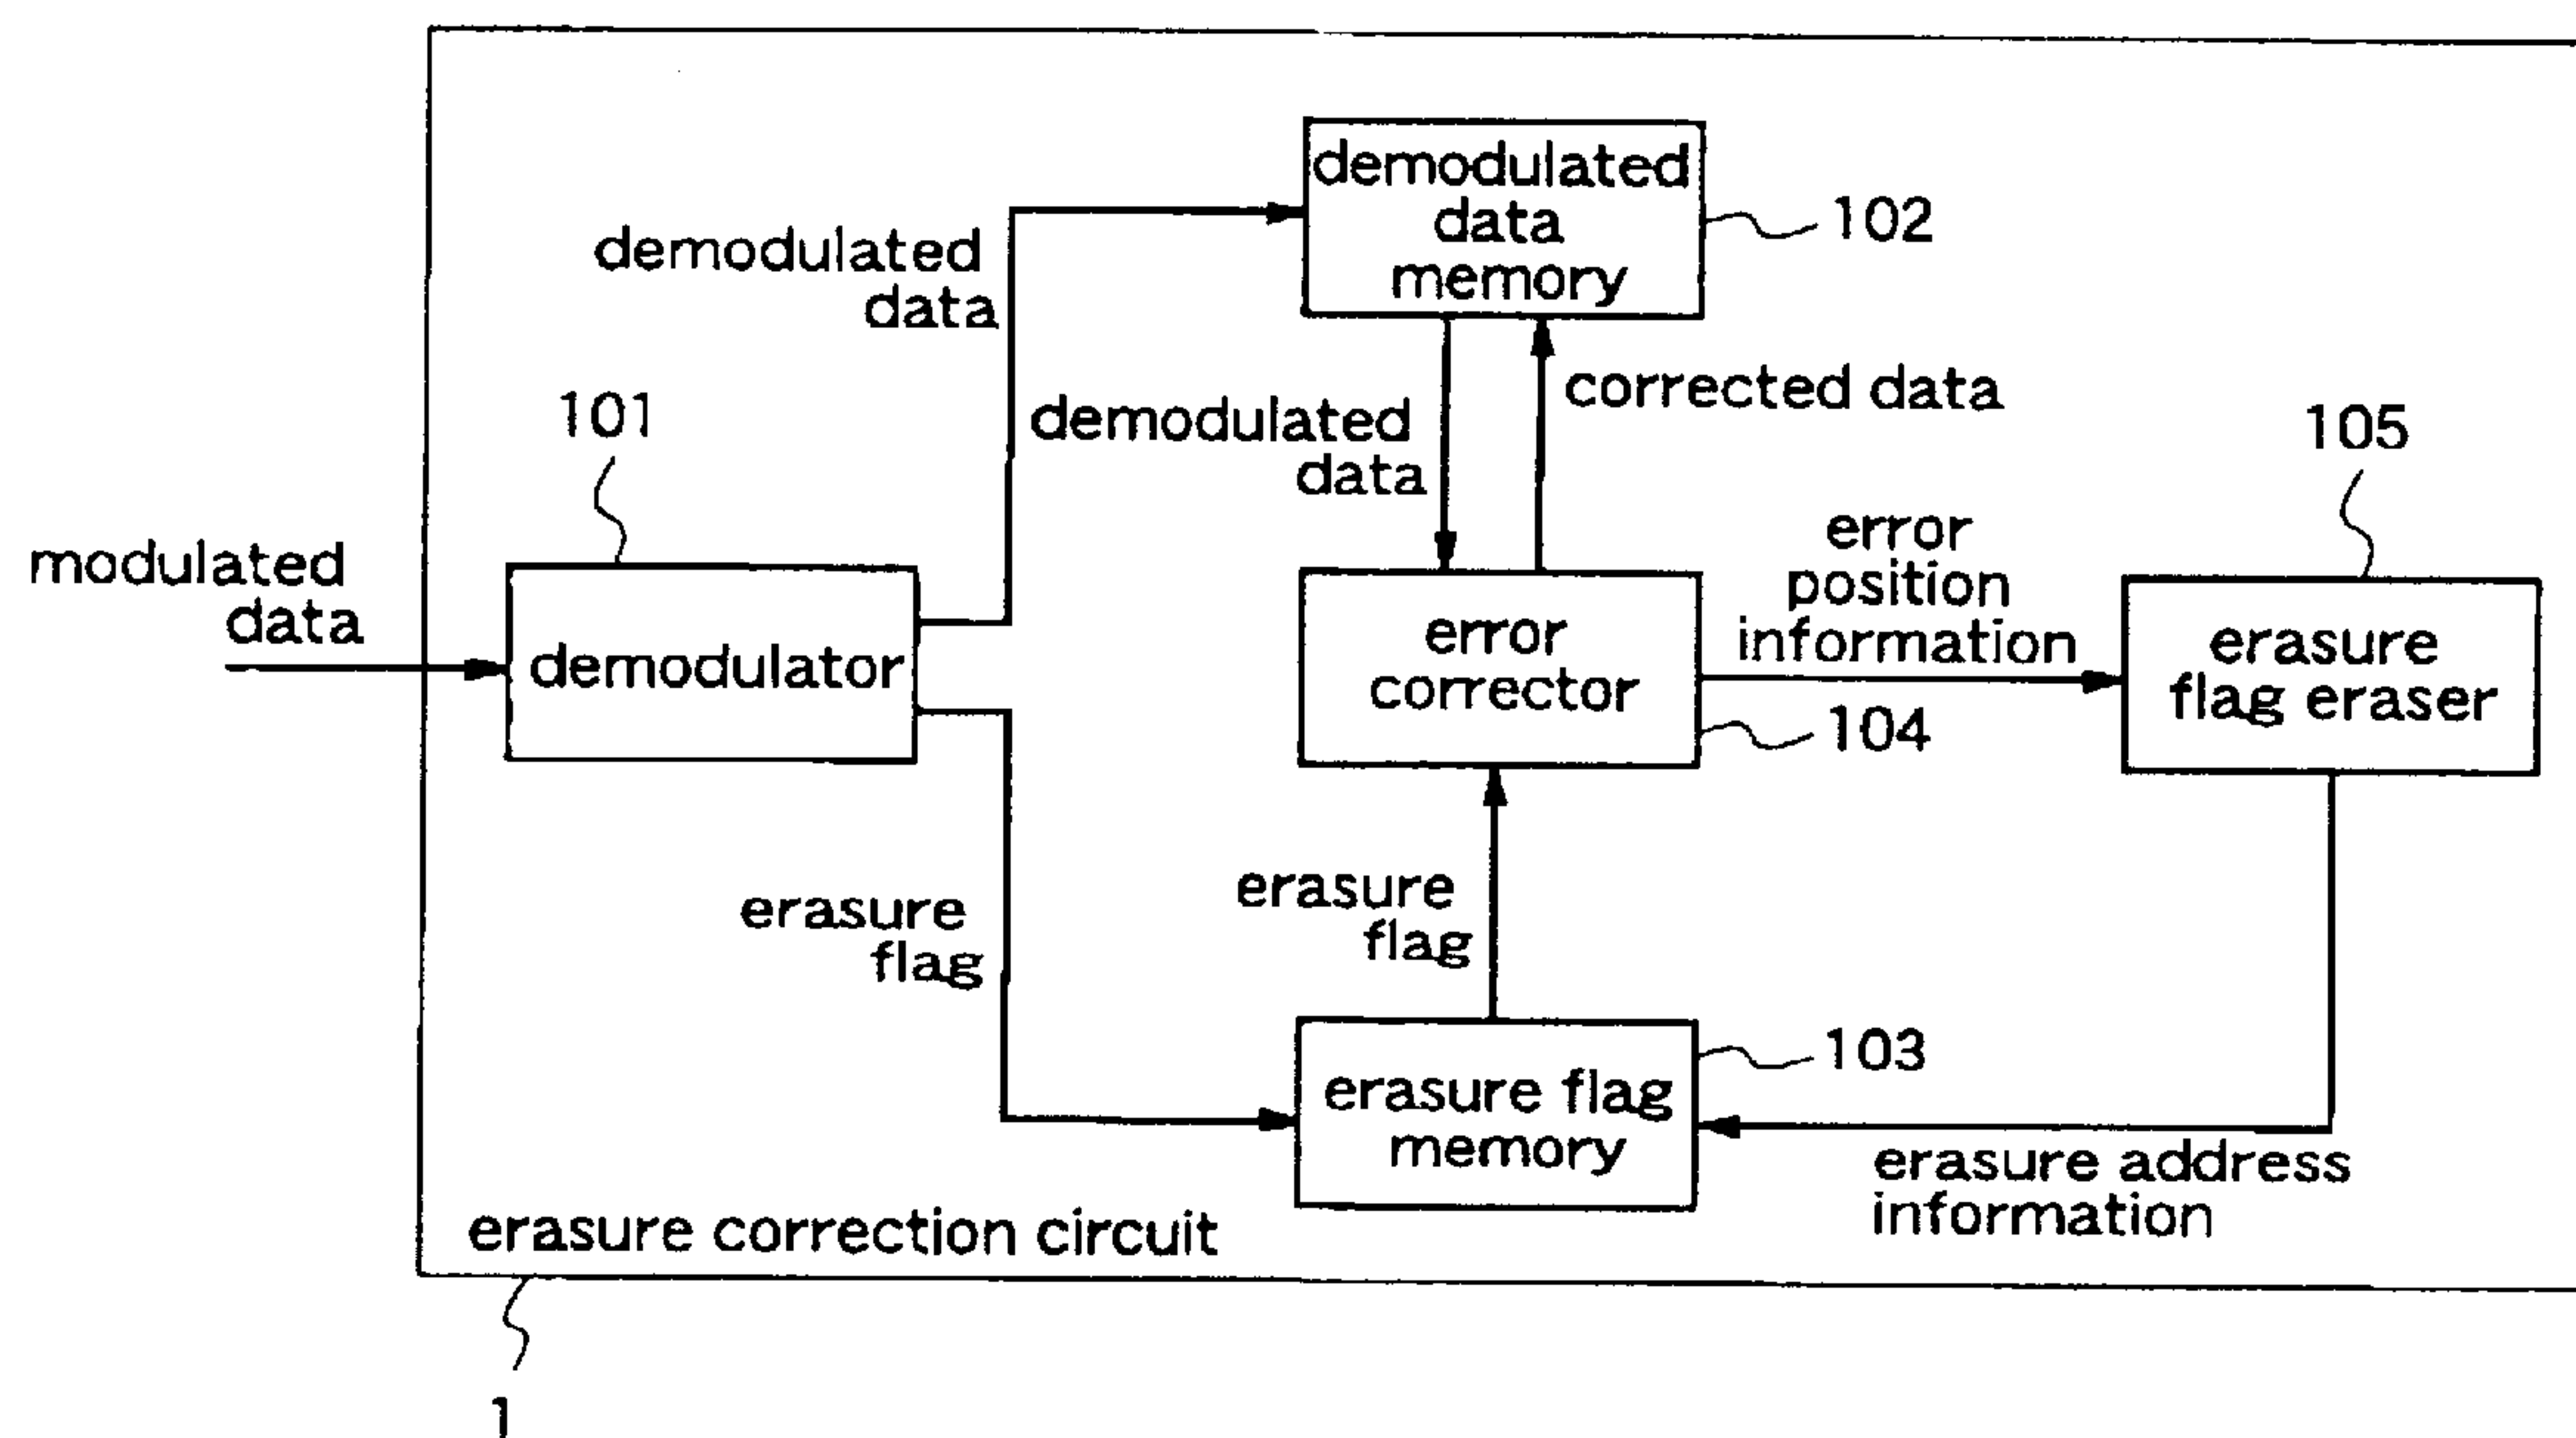 demodulated
data
memory
102
demodulated
data
101
demodulated
data
corrected data
105
modulated
data
demodulator
error
corrector
104
error
position
information
erasure
flag eraser
erasure
flag
erasure
flag
103
erasure flag
memory
erasure address
information
erasure correction circuit
1